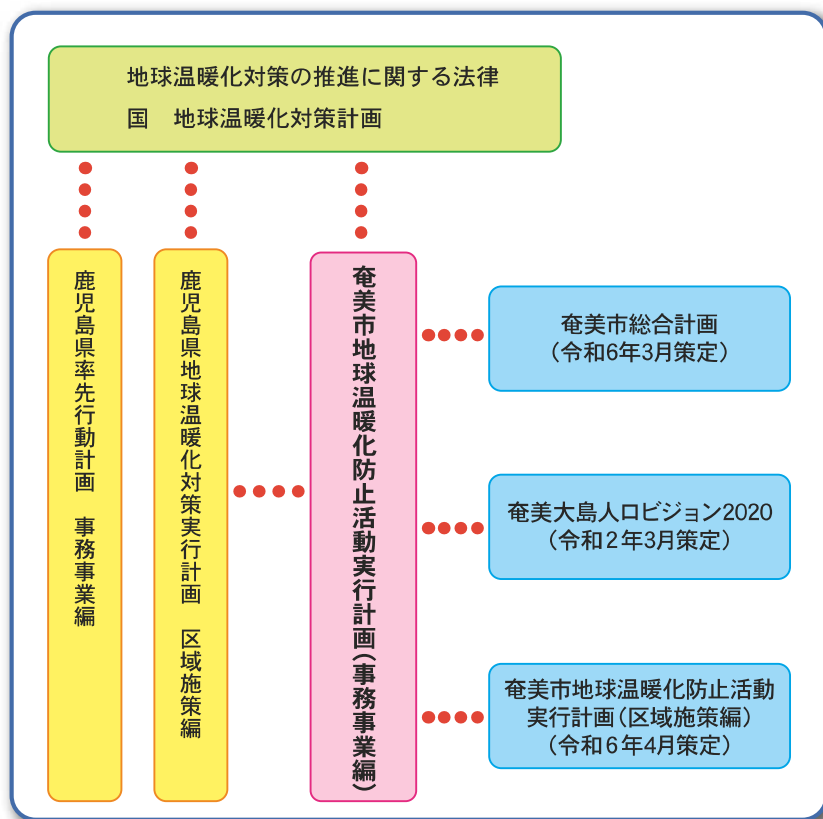 地球温暖化対策の推進に関する法律
国　地球温暖化対策計画
鹿児島県率先行動計画　事務事業編
鹿児島県地球温暖化対策実行計画　区域施策編
奄美市地球温暖化防止活動実行計画（事務事業編）
奄美市総合計画
（令和6年3月策定）
奄美大島人口ビジョン2020
（令和2年3月策定）
奄美市地球温暖化防止活動
実行計画（区域施策編）
（令和6年4月策定）